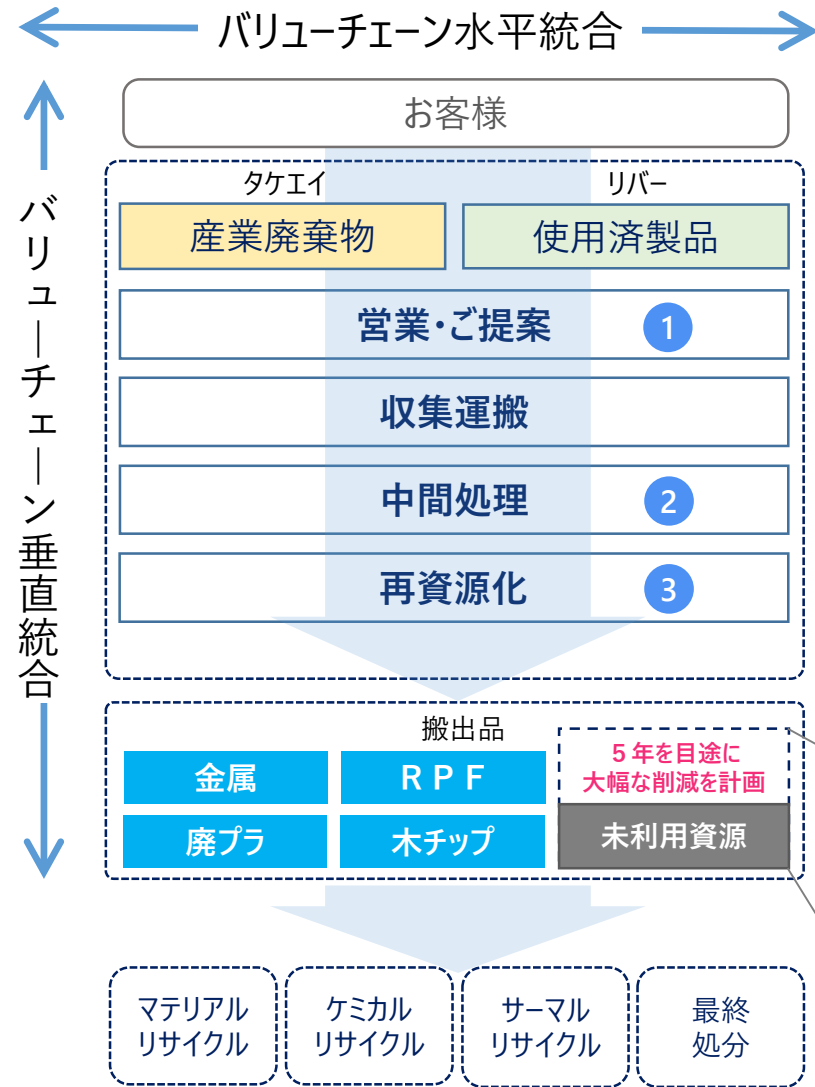 バリューチェーン水平統合
バリューチェーン垂直統合
お客様
タケエイ
リバー
産業廃棄物
使用済製品
営業・ご提案
1
収集運搬
中間処理
2
再資源化
3
搬出品
金属
ＲＰＦ
廃プラ
木チップ
5年を目途に
大幅な削減を計画
未利用資源
マテリアル
リサイクル
ケミカル
リサイクル
サーマル
リサイクル
最終
処分